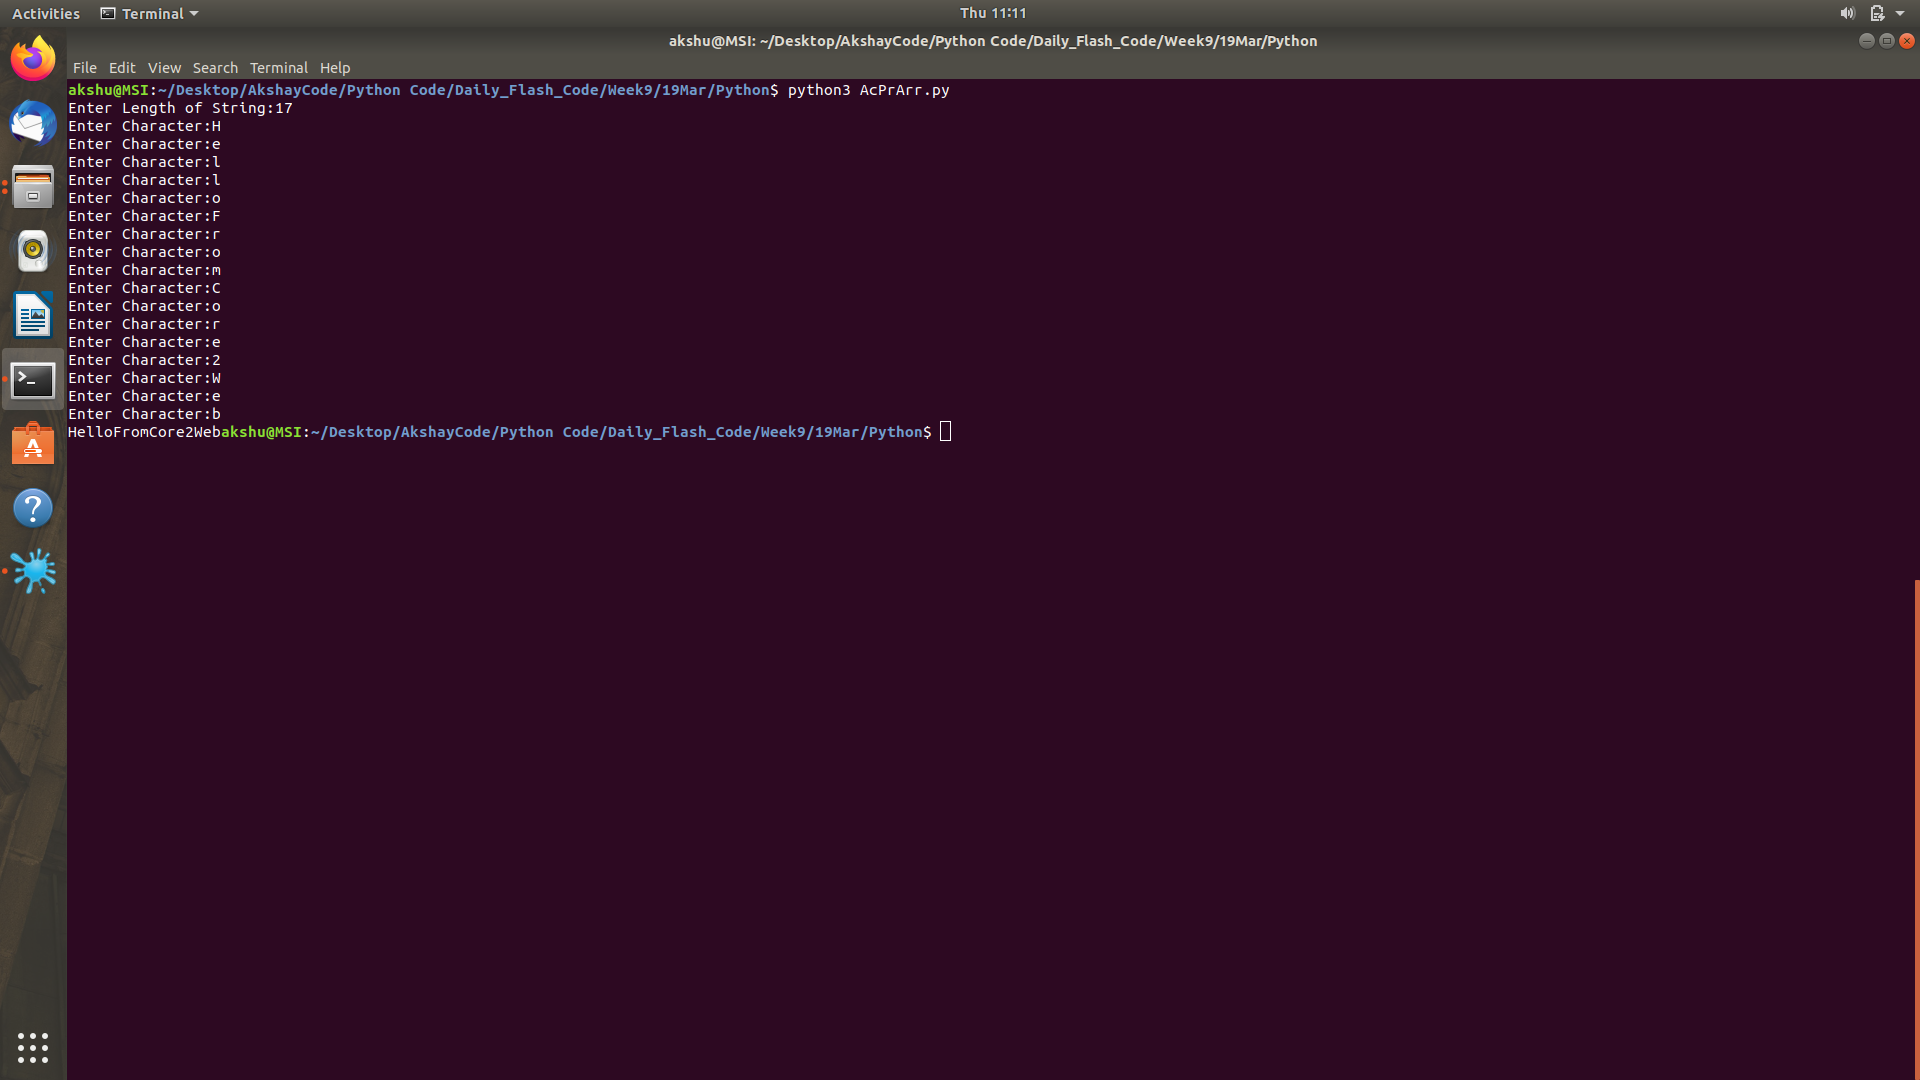 Activities Terminal Thu 11:11
akshu@MSI: ~/Desktop/AkshayCode/Python Code/Daily_Flash_Code/Week9/19Mar/Python
File Edit View Search Terminal Help
akshu@MSI:~/Desktop/AkshayCode/Python Code/Daily_Flash_Code/Week9/19Mar/Python$ python3 AcPrArr.py
Enter Length of String:17
Enter Character:H
Enter Character:e
Enter Character:l
Enter Character:l
Enter Character:o
Enter Character:F
Enter Character:r
Enter Character:o
Enter Character:m
Enter Character:C
Enter Character:o
Enter Character:r
Enter Character:e
Enter Character:2
Enter Character:W
Enter Character:e
Enter Character:b
HelloFromCore2Webakshu@MSI:~/Desktop/AkshayCode/Python Code/Daily_Flash_Code/Week9/19Mar/Python$